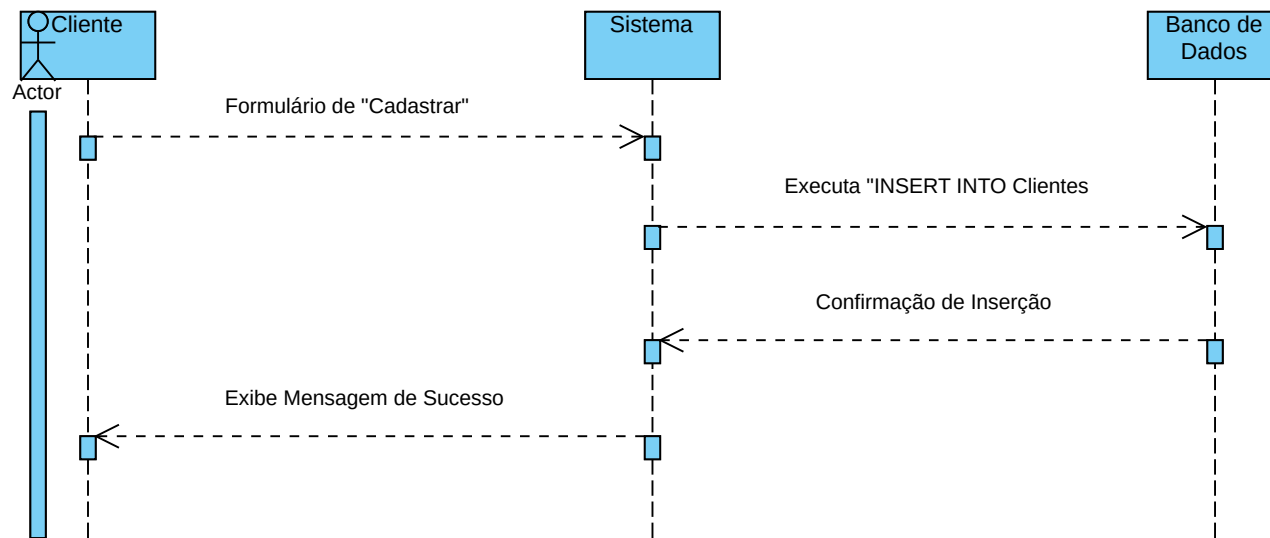 Cliente
Sistema
Banco de
Dados
Actor
Formulário de "Cadastrar"
Executa "INSERT INTO Clientes
Confirmação de Inserção
Exibe Mensagem de Sucesso